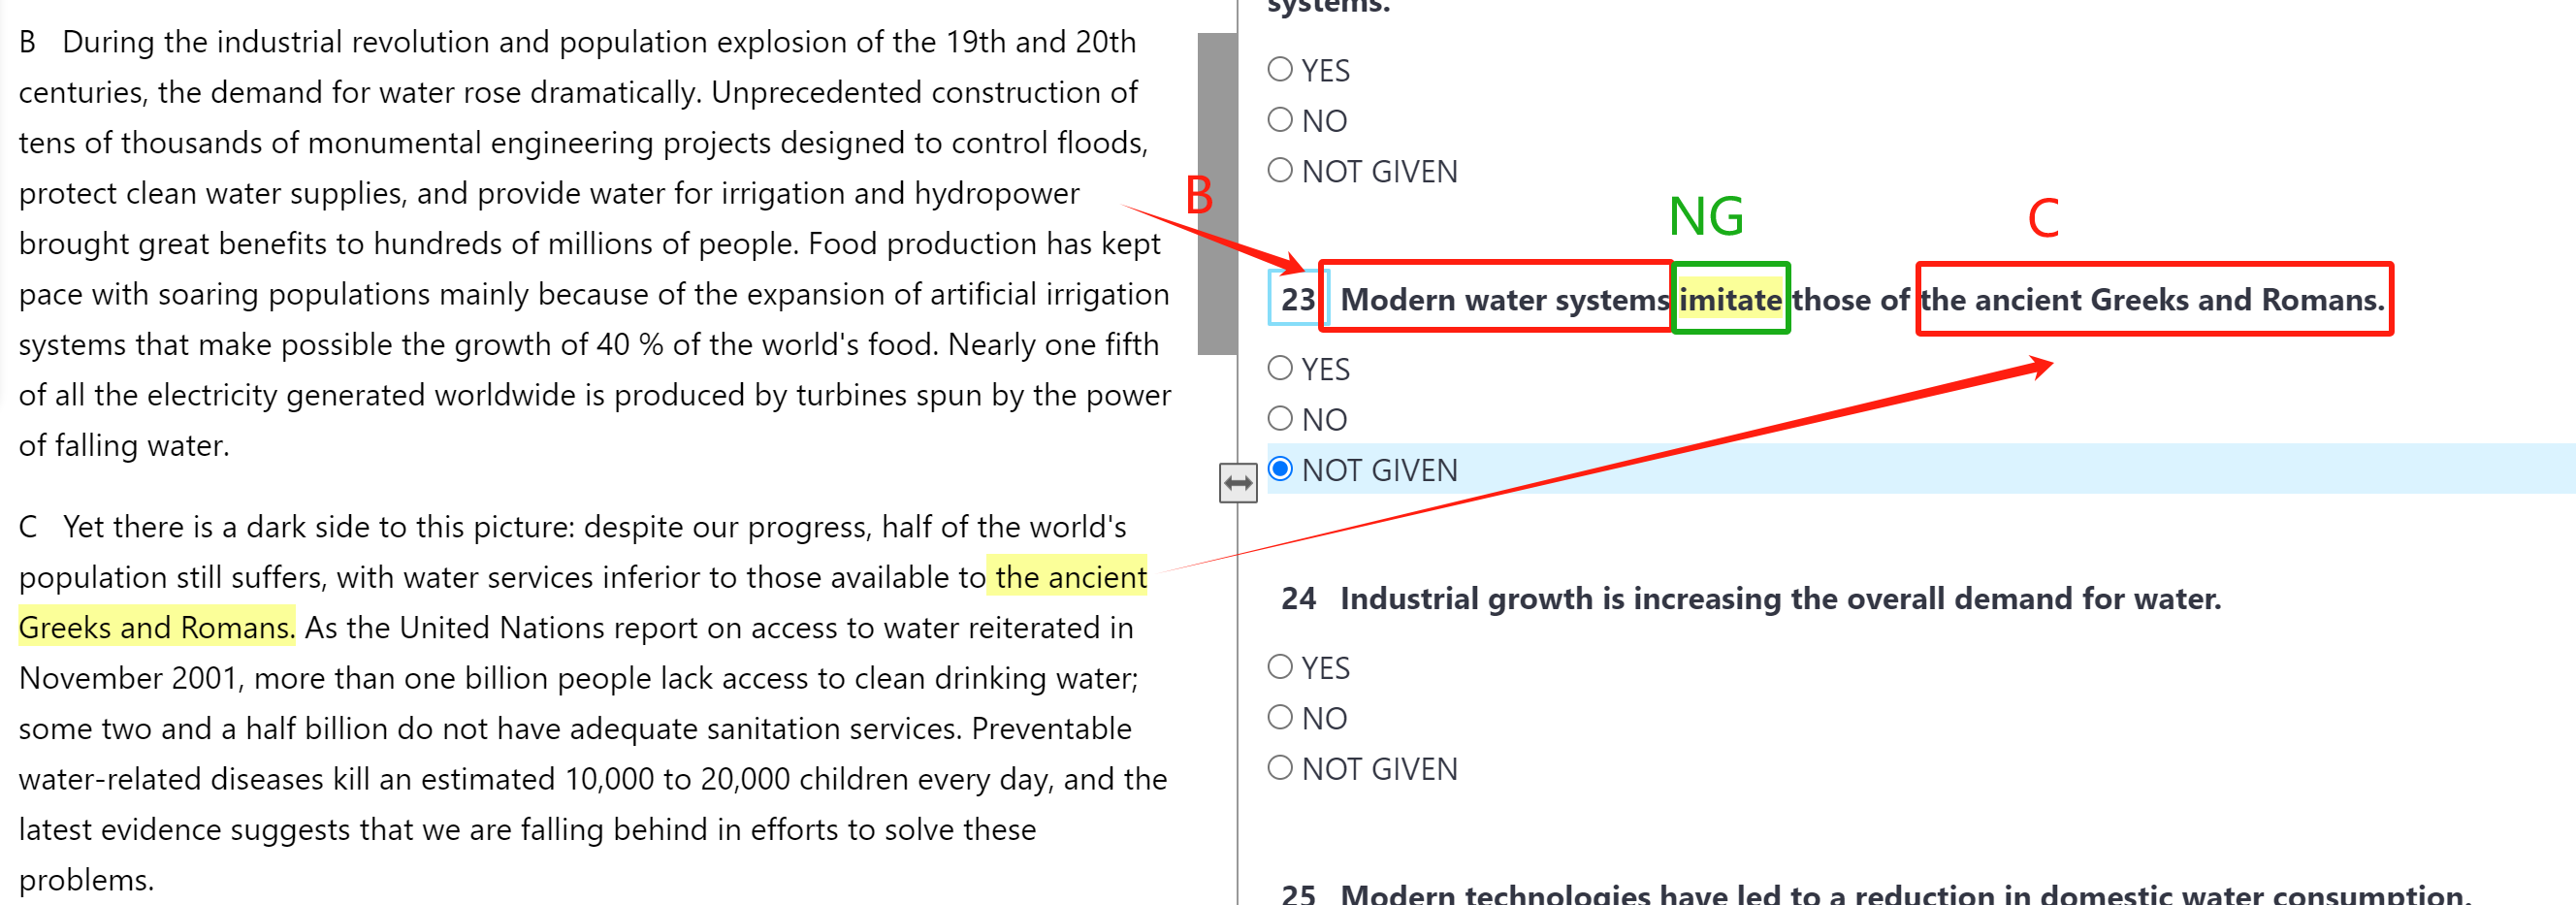 B During the industrial revolution and population explosion of the 19th and 20th
centuries, the demand for water rose dramatically. Unprecedented construction of
tens of thousands of monumental engineering projects designed to control floods,
protect clean water supplies, and provide water for irrigation and hydropower
brought great benefits to hundreds of millions of people. Food production has kept
pace with soaring populations mainly because of the expansion of artificial irrigation
systems that make possible the growth of 40 % of the world's food. Nearly one fifth
of all the electricity generated worldwide is produced by turbines spun by the power
of falling water.
C Yet there is a dark side to this picture: despite our progress, half of the world's
population still suffers, with water services inferior to those available to the ancient
Greeks and Romans. As the United Nations report on access to water reiterated in
November 2001, more than one billion people lack access to clean drinking water;
some two and a half billion do not have adequate sanitation services. Preventable
water-related diseases kill an estimated 10,000 to 20,000 children every day, and the
latest evidence suggests that we are falling behind in efforts to solve these
problems.
systems.
YES
NO
NOT GIVEN
B
NG
C
23 Modern water systems imitate those of the ancient Greeks and Romans.
YES
NO
NOT GIVEN
24 Industrial growth is increasing the overall demand for water.
YES
NO
NOT GIVEN
25 Modern technologies have led to a reduction in domestic water consumption.